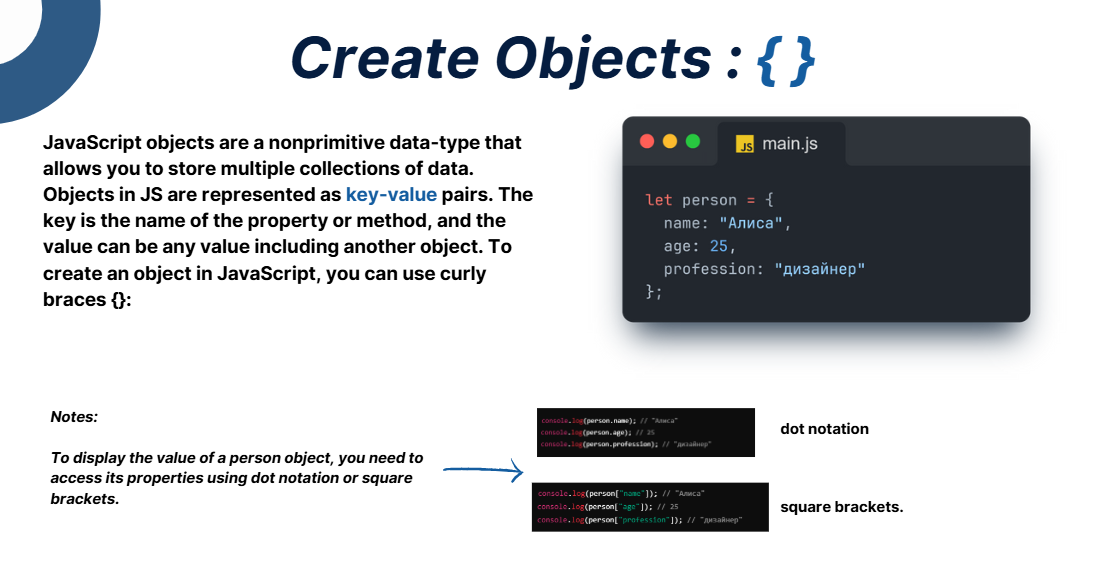 Create Objects : { }
JavaScript objects are a nonprimitive data-type that
allows you to store multiple collections of data.
Objects in JS are represented as key-value pairs. The
key is the name of the property or method, and the
value can be any value including another object. To
create an object in JavaScript, you can use curly
braces {}:
JS main.js
let person = {
  name: "Алиса",
  age: 25,
  profession: "дизайнер"
};
Notes:
To display the value of a person object, you need to
access its properties using dot notation or square
brackets.
console.log(person.name); // "Алиса"
console.log(person.age); // 25
console.log(person.profession); // "дизайнер"
dot notation
console.log(person["name"]); // "Алиса"
console.log(person["age"]); // 25
console.log(person["profession"]); // "дизайнер"
square brackets.